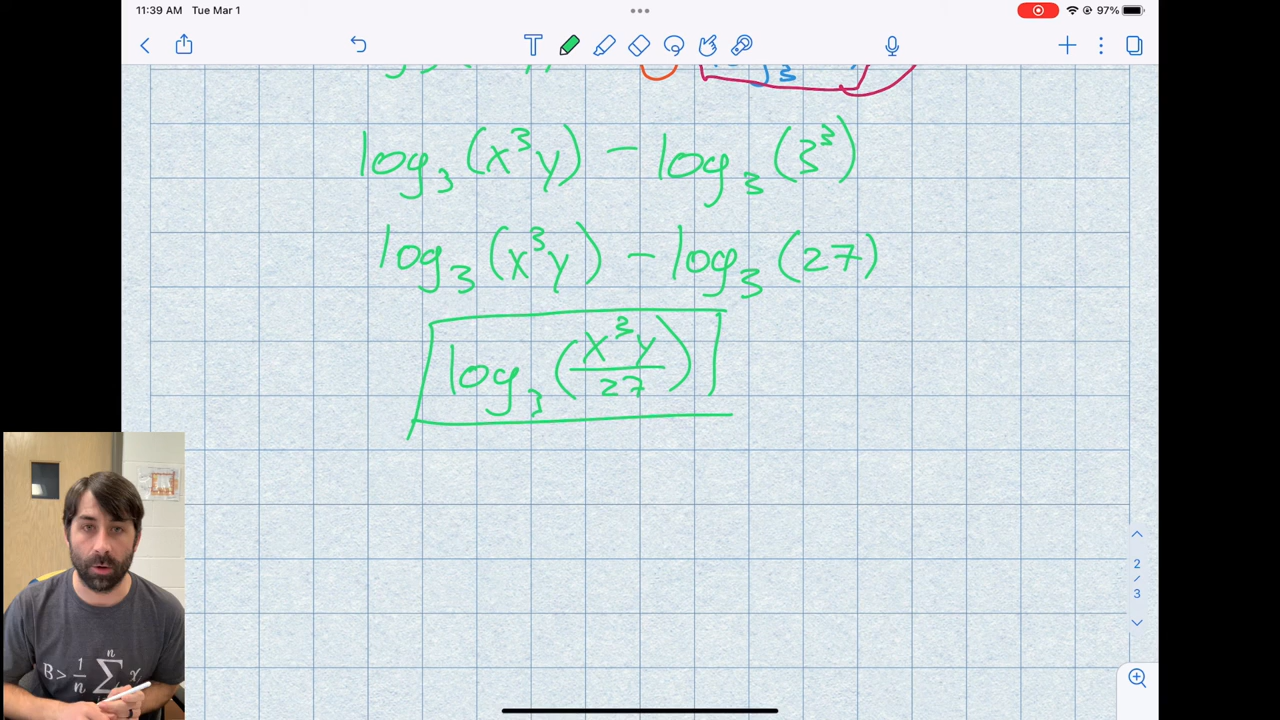 11:39 AM Tue Mar 1
97%
log₃(x³y) − log₃(3³)
log₃(x³y) − log₃(27)
log₃(x³y/27)
2
/
3
B > 1/n ∑
n